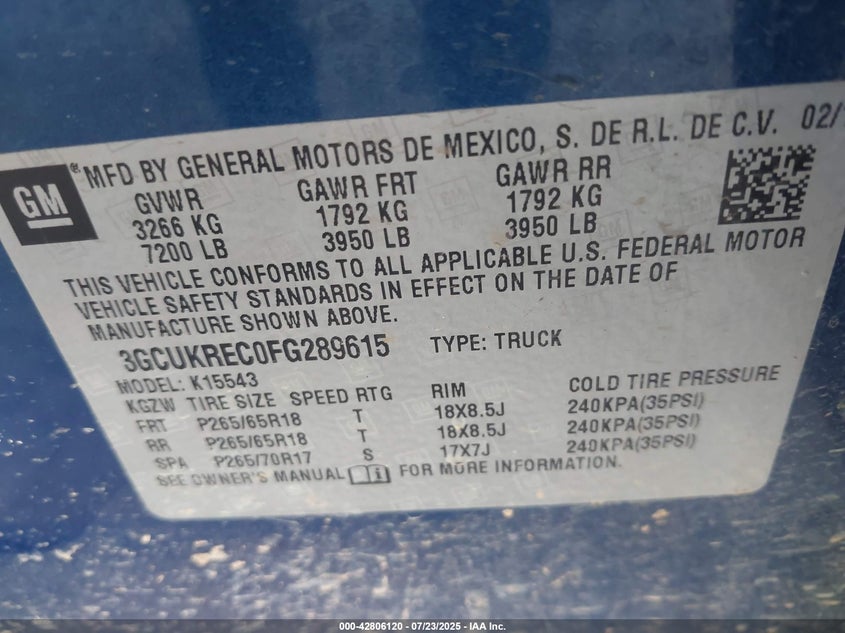 MFD BY GENERAL MOTORS DE MEXICO, S. DE R.L. DE C.V. 02/
GM
®
GVWR GAWR FRT GAWR RR
3266 KG 1792 KG 1792 KG
7200 LB 3950 LB 3950 LB
THIS VEHICLE CONFORMS TO ALL APPLICABLE U.S. FEDERAL MOTOR
VEHICLE SAFETY STANDARDS IN EFFECT ON THE DATE OF
MANUFACTURE SHOWN ABOVE.
3GCUKREC0FG289615 TYPE: TRUCK
MODEL: K15543
KGZW TIRE SIZE SPEED RTG RIM COLD TIRE PRESSURE
FRT P265/65R18 T 18X8.5J 240KPA(35PSI)
RR P265/65R18 T 18X8.5J 240KPA(35PSI)
SPA P265/70R17 S 17X7J 240KPA(35PSI)
SEE OWNER'S MANUAL FOR MORE INFORMATION.
000-42806120 - 07/23/2025 - IAA Inc.